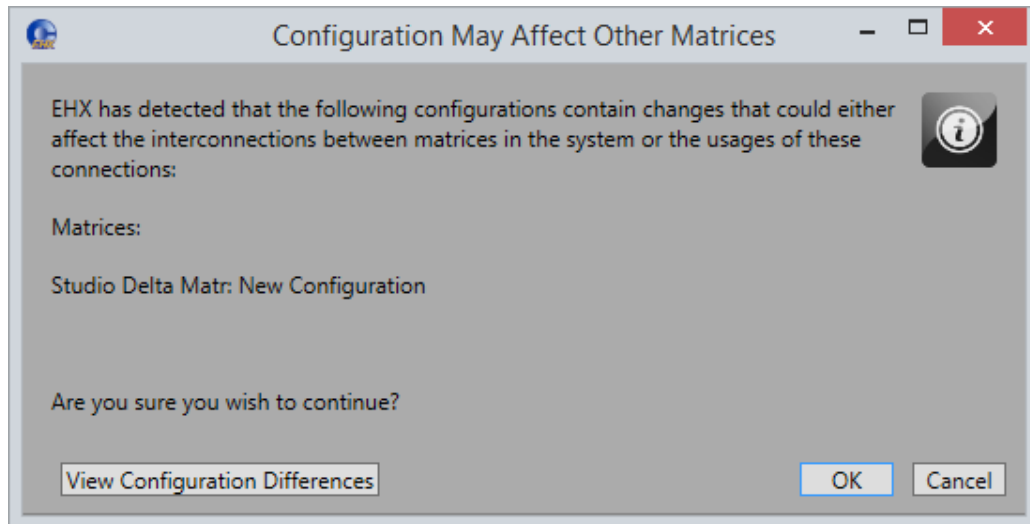 Configuration May Affect Other Matrices
EHX has detected that the following configurations contain changes that could either
affect the interconnections between matrices in the system or the usages of these
connections:
Matrices:
Studio Delta Matr: New Configuration
Are you sure you wish to continue?
View Configuration Differences OK Cancel